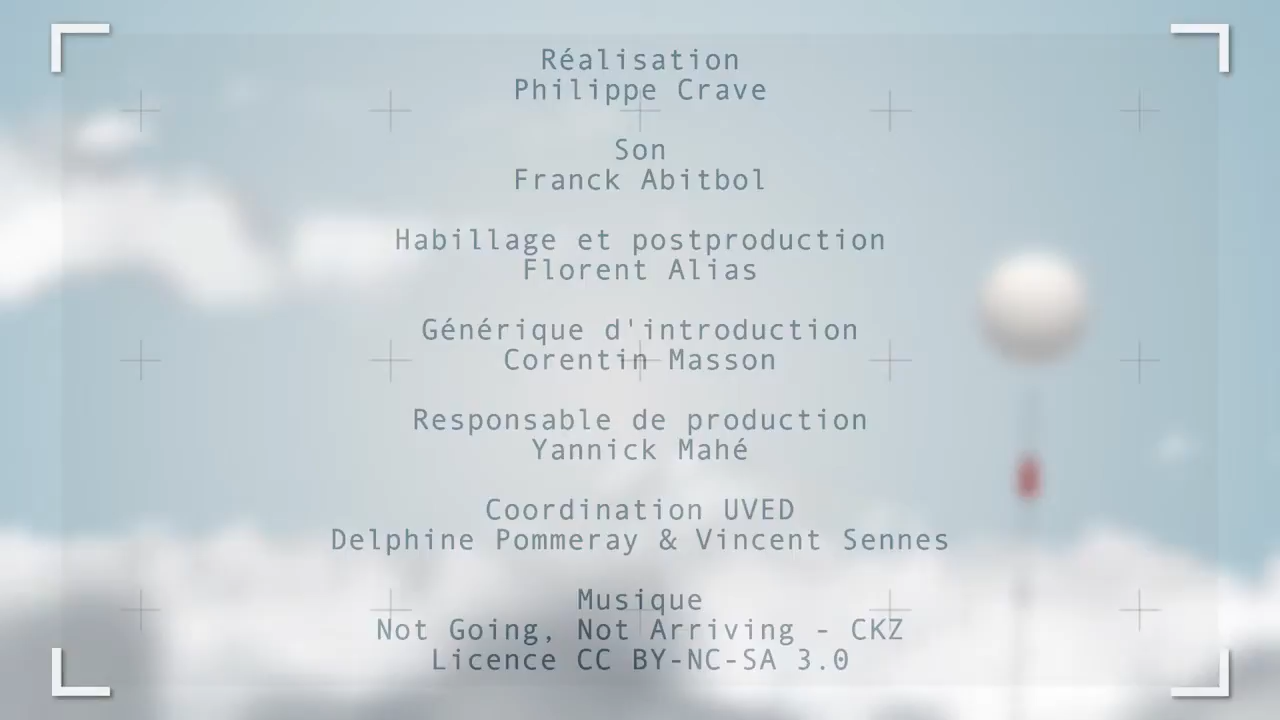 Réalisation
Philippe Crave
Son
Franck Abitbol
Habillage et postproduction
Florent Alias
Générique d'introduction
Corentin Masson
Responsable de production
Yannick Mahé
Coordination UVED
Delphine Pommeray & Vincent Sennes
Musique
Not Going, Not Arriving - CKZ
Licence CC BY-NC-SA 3.0